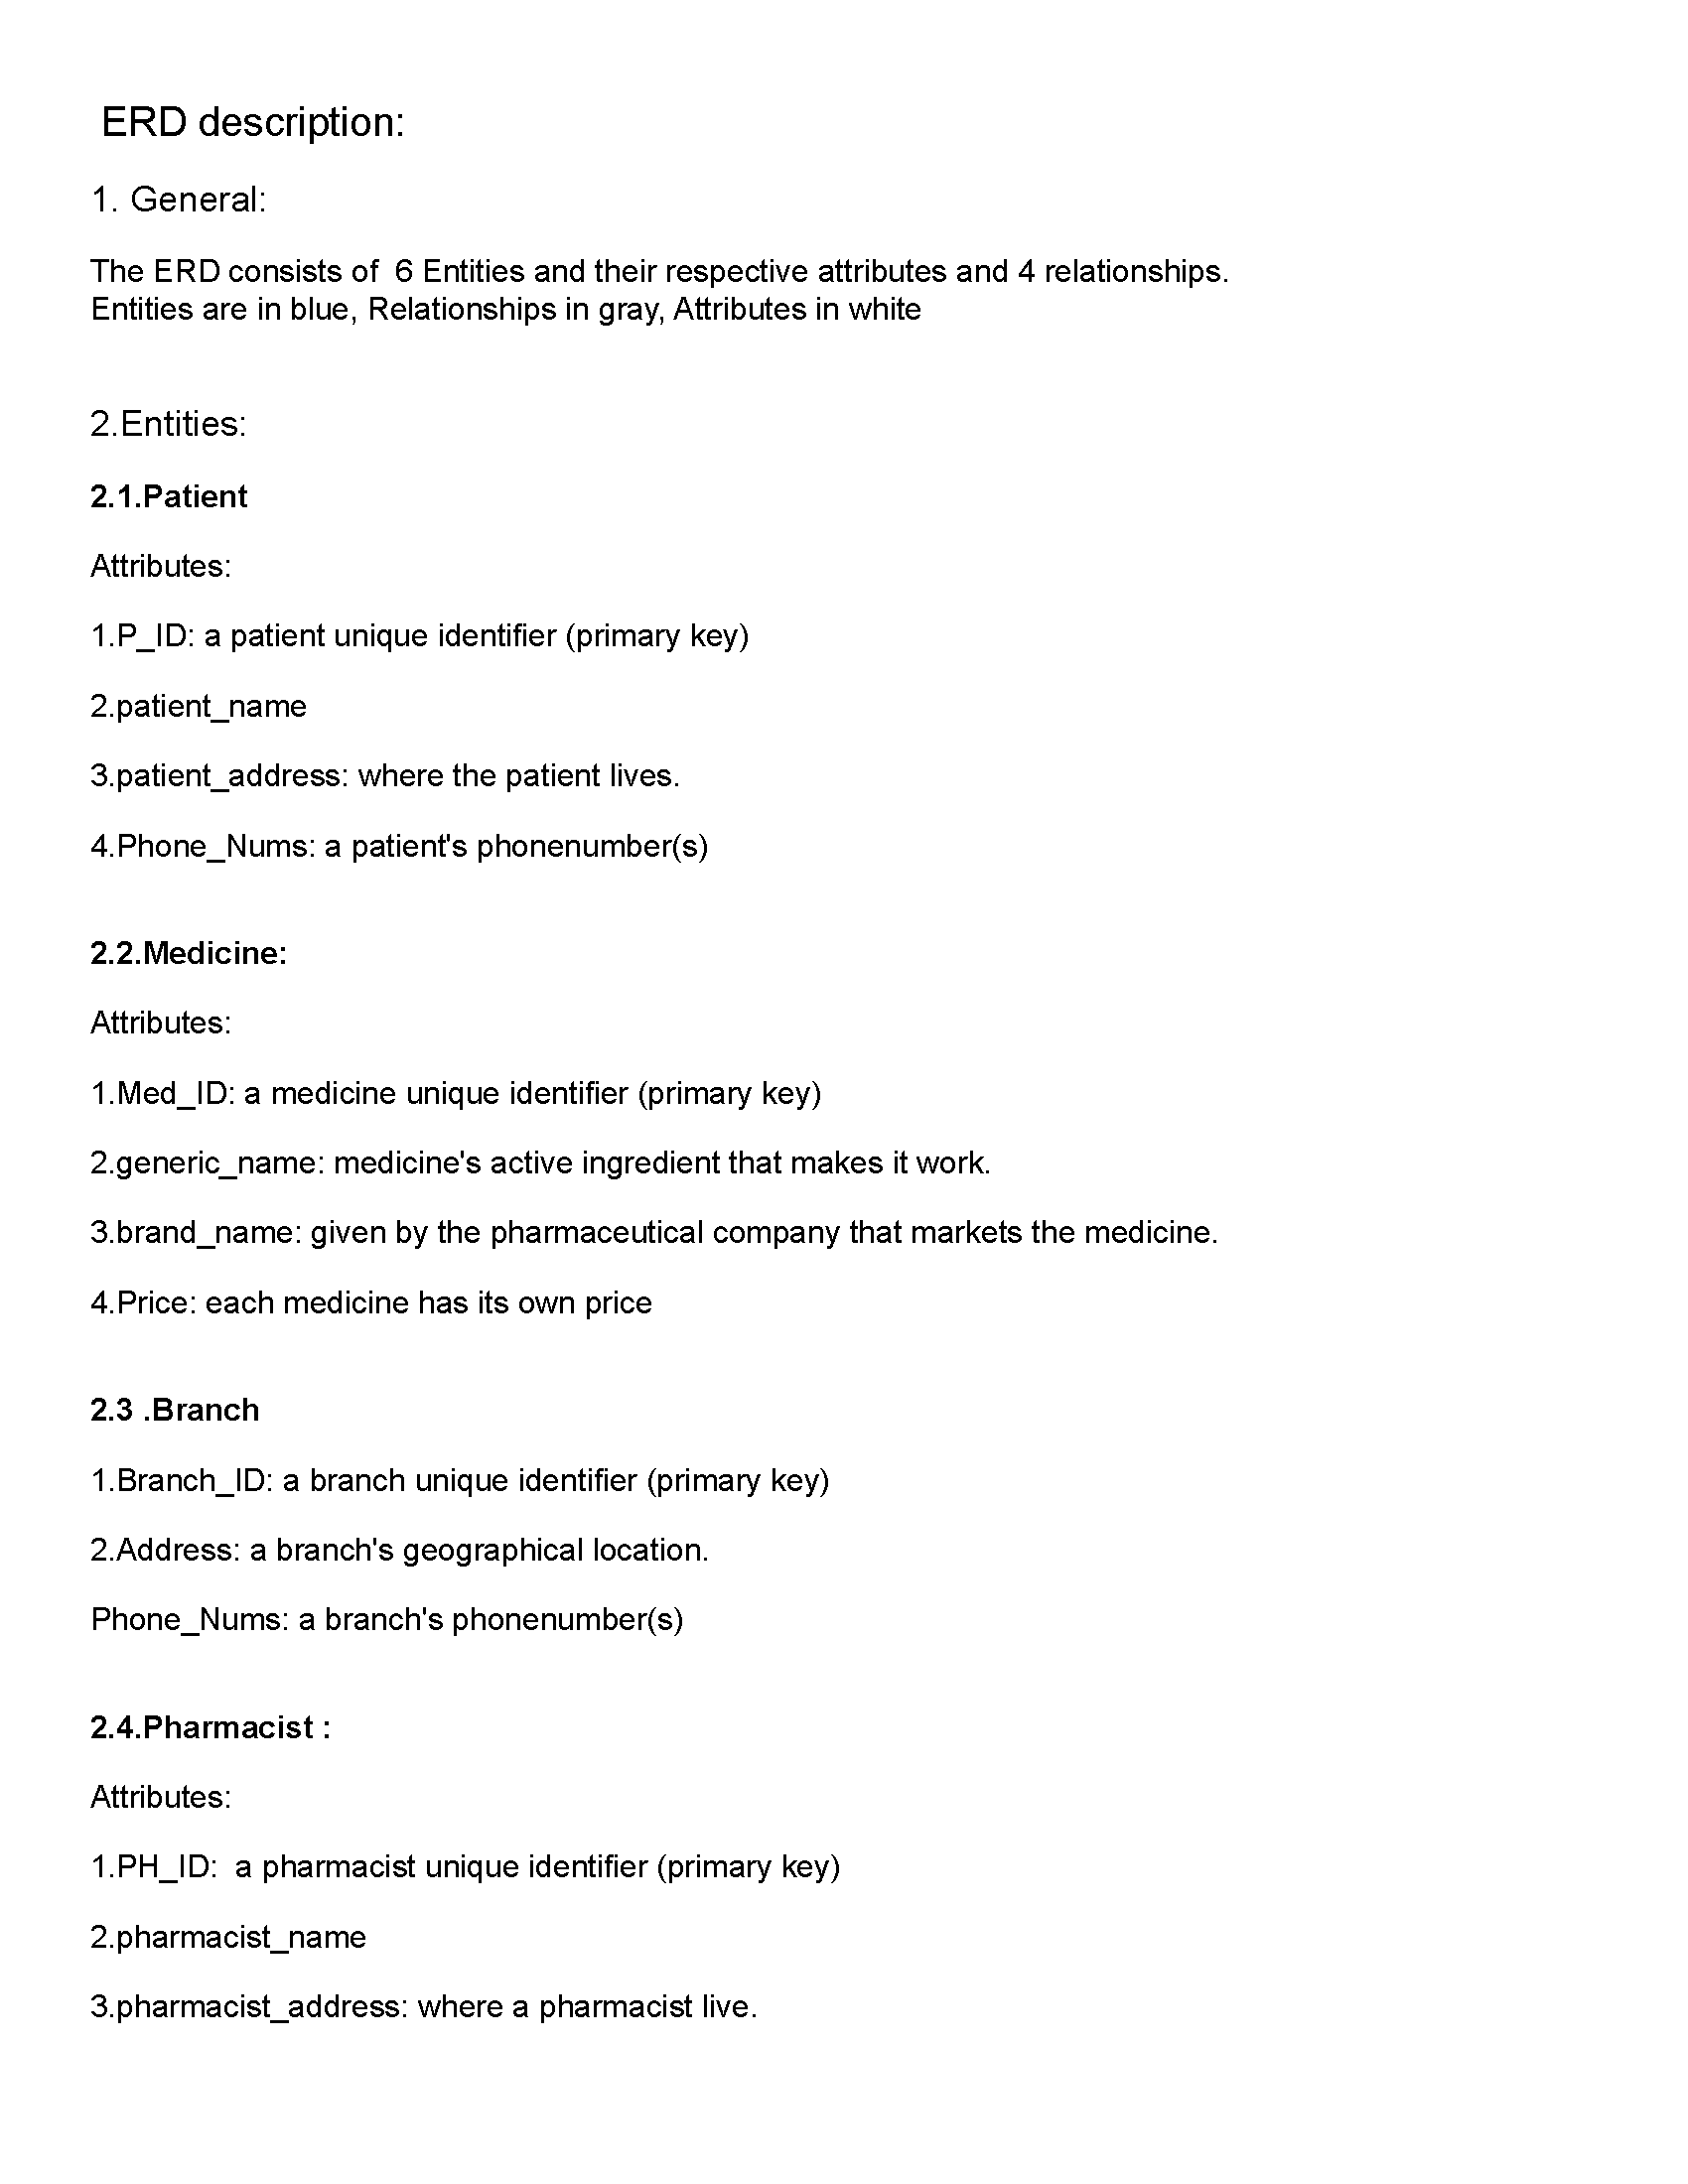 ERD description:
1. General:
The ERD consists of  6 Entities and their respective attributes and 4 relationships.
Entities are in blue, Relationships in gray, Attributes in white
2.Entities:
2.1.Patient
Attributes:
1.P_ID: a patient unique identifier (primary key)
2.patient_name
3.patient_address: where the patient lives.
4.Phone_Nums: a patient's phonenumber(s)
2.2.Medicine:
Attributes:
1.Med_ID: a medicine unique identifier (primary key)
2.generic_name: medicine's active ingredient that makes it work.
3.brand_name: given by the pharmaceutical company that markets the medicine.
4.Price: each medicine has its own price
2.3 .Branch
1.Branch_ID: a branch unique identifier (primary key)
2.Address: a branch's geographical location.
Phone_Nums: a branch's phonenumber(s)
2.4.Pharmacist :
Attributes:
1.PH_ID:  a pharmacist unique identifier (primary key)
2.pharmacist_name
3.pharmacist_address: where a pharmacist live.